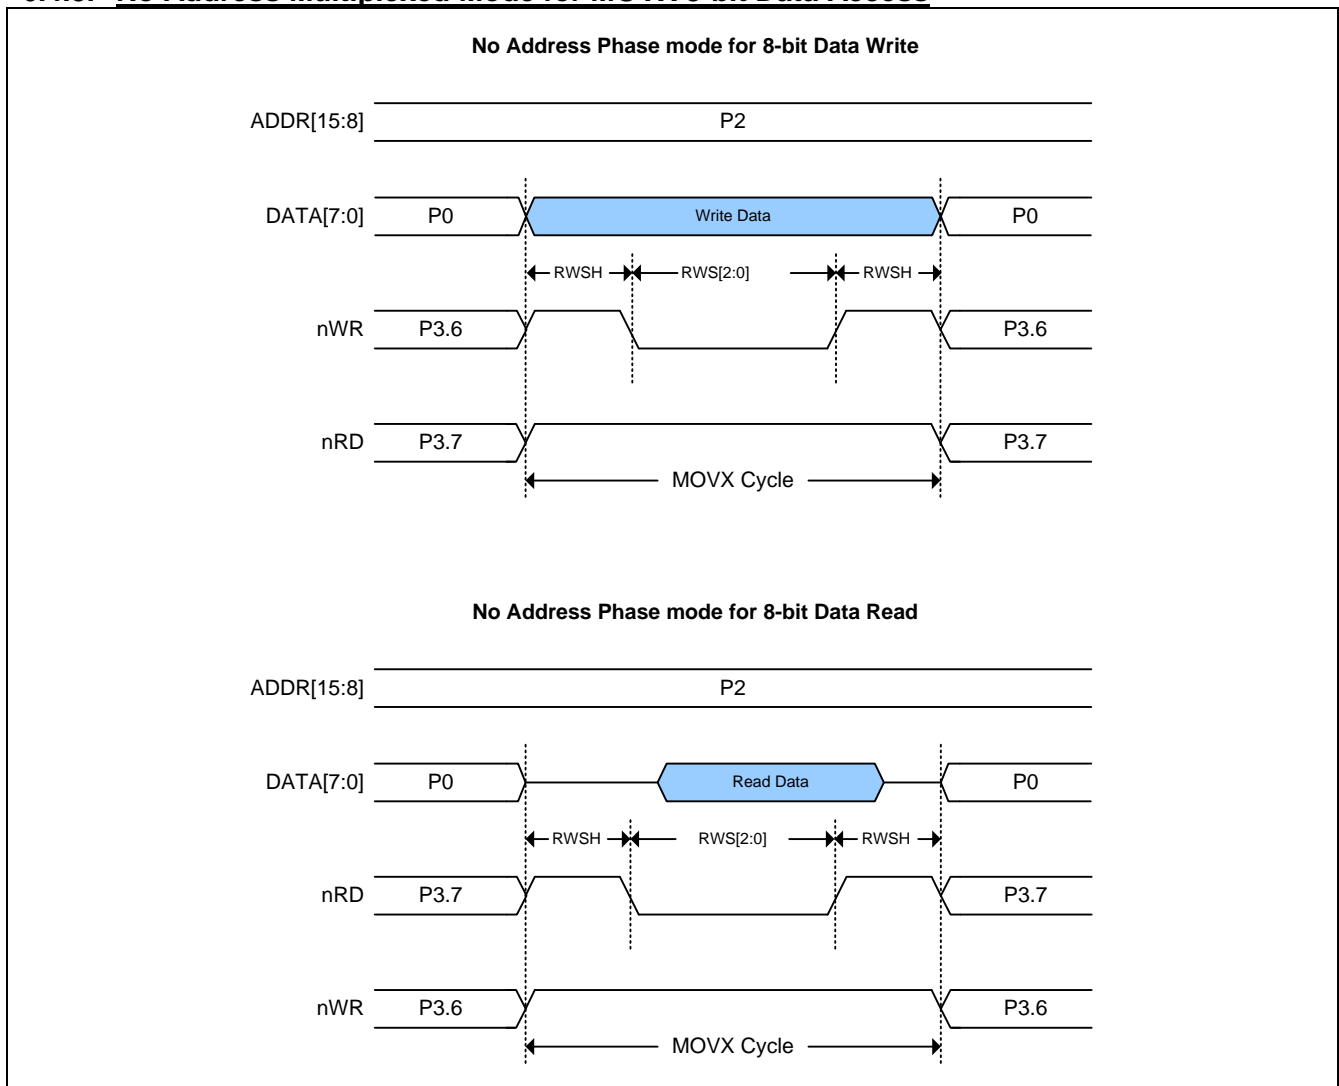 No Address Phase mode for 8-bit Data Write
ADDR[15:8] P2
DATA[7:0] P0 Write Data P0
RWSH RWS[2:0] RWSH
nWR P3.6 P3.6
nRD P3.7 P3.7
MOVX Cycle
No Address Phase mode for 8-bit Data Read
ADDR[15:8] P2
DATA[7:0] P0 Read Data P0
RWSH RWS[2:0] RWSH
nRD P3.7 P3.7
nWR P3.6 P3.6
MOVX Cycle